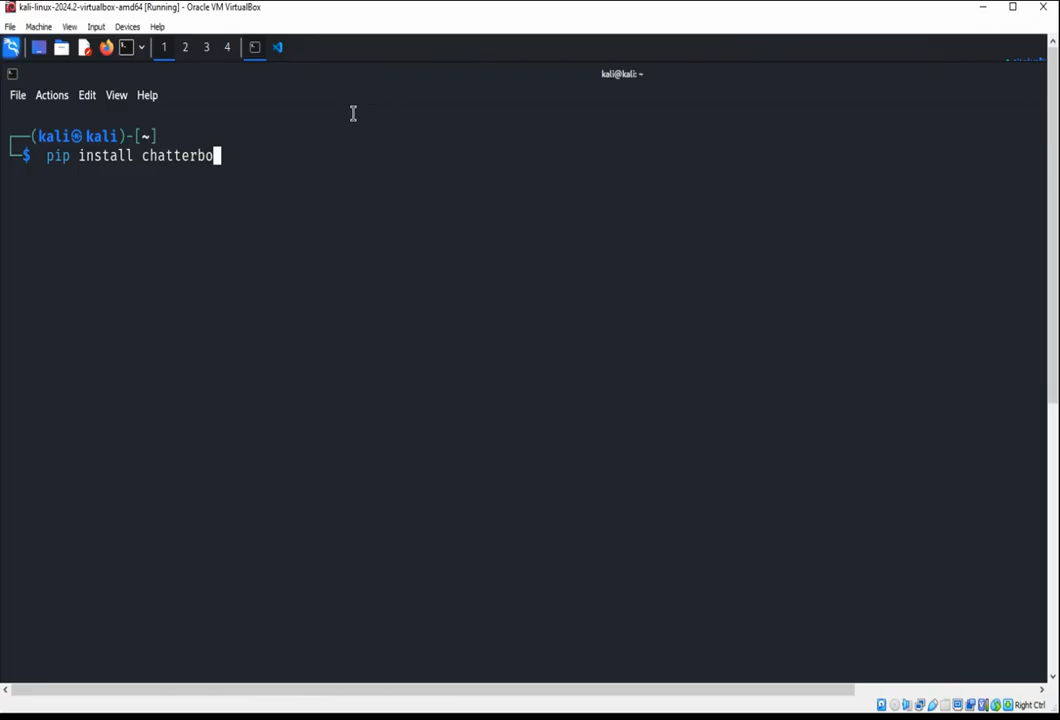 kali-linux-2024.2-virtualbox-amd64 [Running] - Oracle VM VirtualBox
File Machine View Input Devices Help
1 2 3 4
kali@kali: ~
File Actions Edit View Help
(kali㉿kali)-[~]
$ pip install chatterbo
Right Ctrl